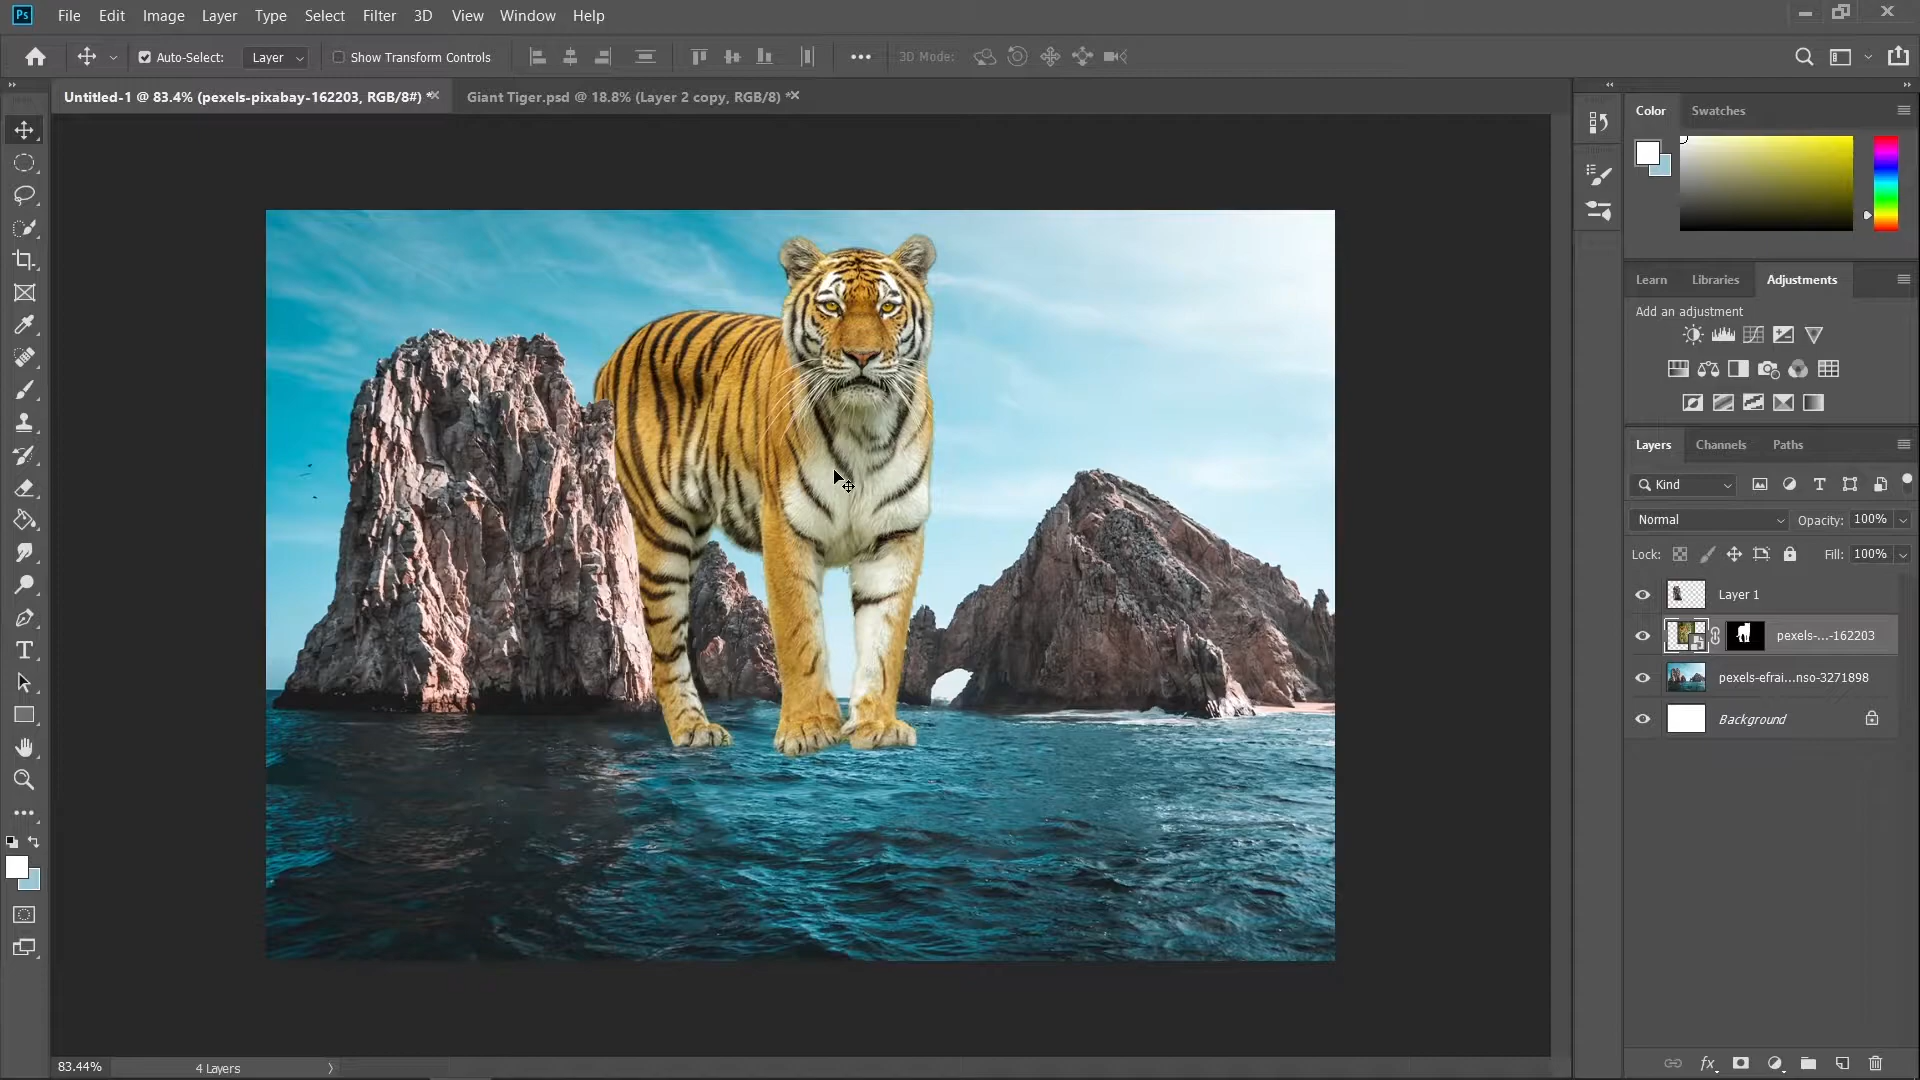 Ps File Edit Image Layer Type Select Filter 3D View Window Help
Auto-Select: Layer Show Transform Controls 3D Mode:
Untitled-1 @ 83.4% (pexels-pixabay-162203, RGB/8#) * Giant Tiger.psd @ 18.8% (Layer 2 copy, RGB/8) *
Color Swatches
Learn Libraries Adjustments
Add an adjustment
Layers Channels Paths
Kind
Normal Opacity: 100%
Lock: Fill: 100%
Layer 1
pexels-...-162203
pexels-efrai...nso-3271898
Background
fx
83.44% 4 Layers